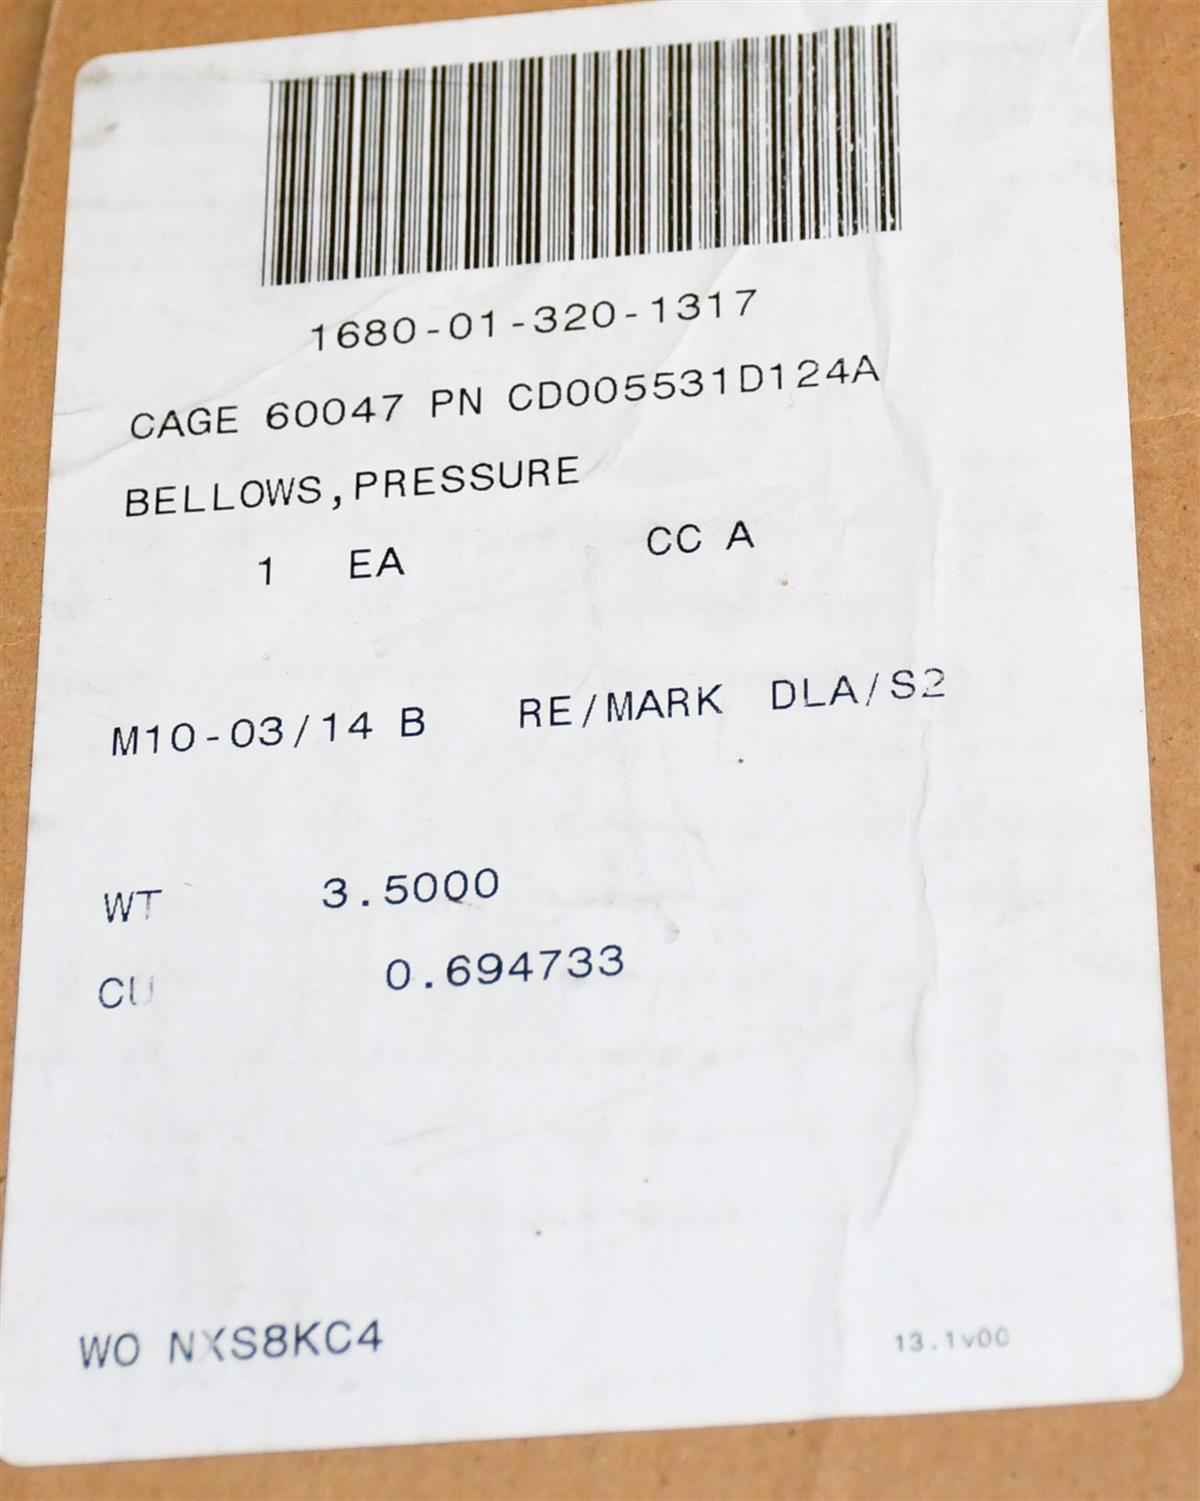 1680-01-320-1317
CAGE 60047 PN CD005531D124A
BELLOWS,PRESSURE
1 EA CC A
M10-03/14 B RE/MARK DLA/S2
WT 3.5000
CU 0.694733
WO NXS8KC4 13.1v00